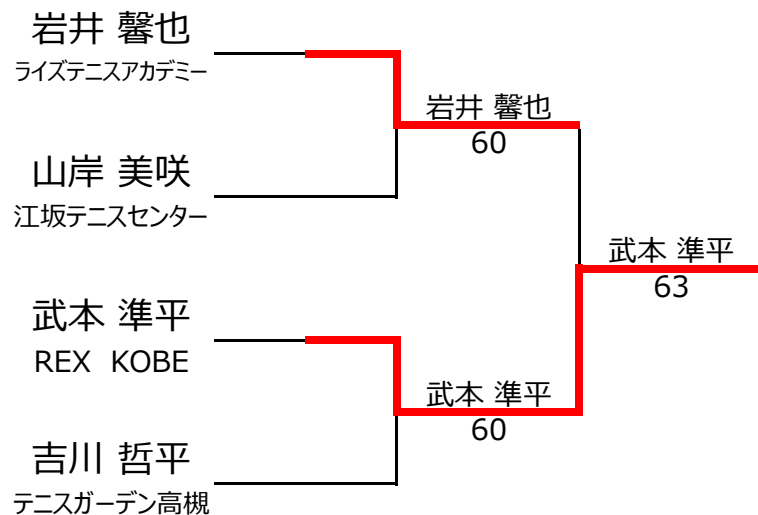 岩井 馨也
ライズテニスアカデミー
岩井 馨也
60
山岸 美咲
江坂テニスセンター
武本 準平
63
武本 準平
REX KOBE
武本 準平
60
吉川 哲平
テニスガーデン高槻